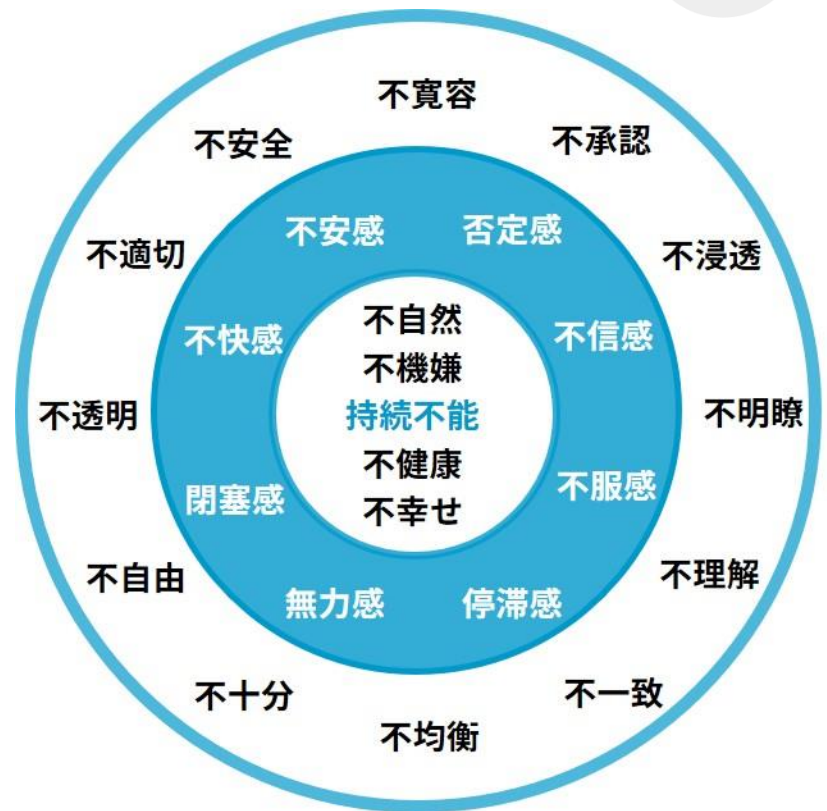 不寛容
不承認
不浸透
不明瞭
不理解
不一致
不均衡
不十分
不自由
不透明
不適切
不安全
不安感
否定感
不信感
不服感
停滞感
無力感
閉塞感
不快感
不自然
不機嫌
持続不能
不健康
不幸せ